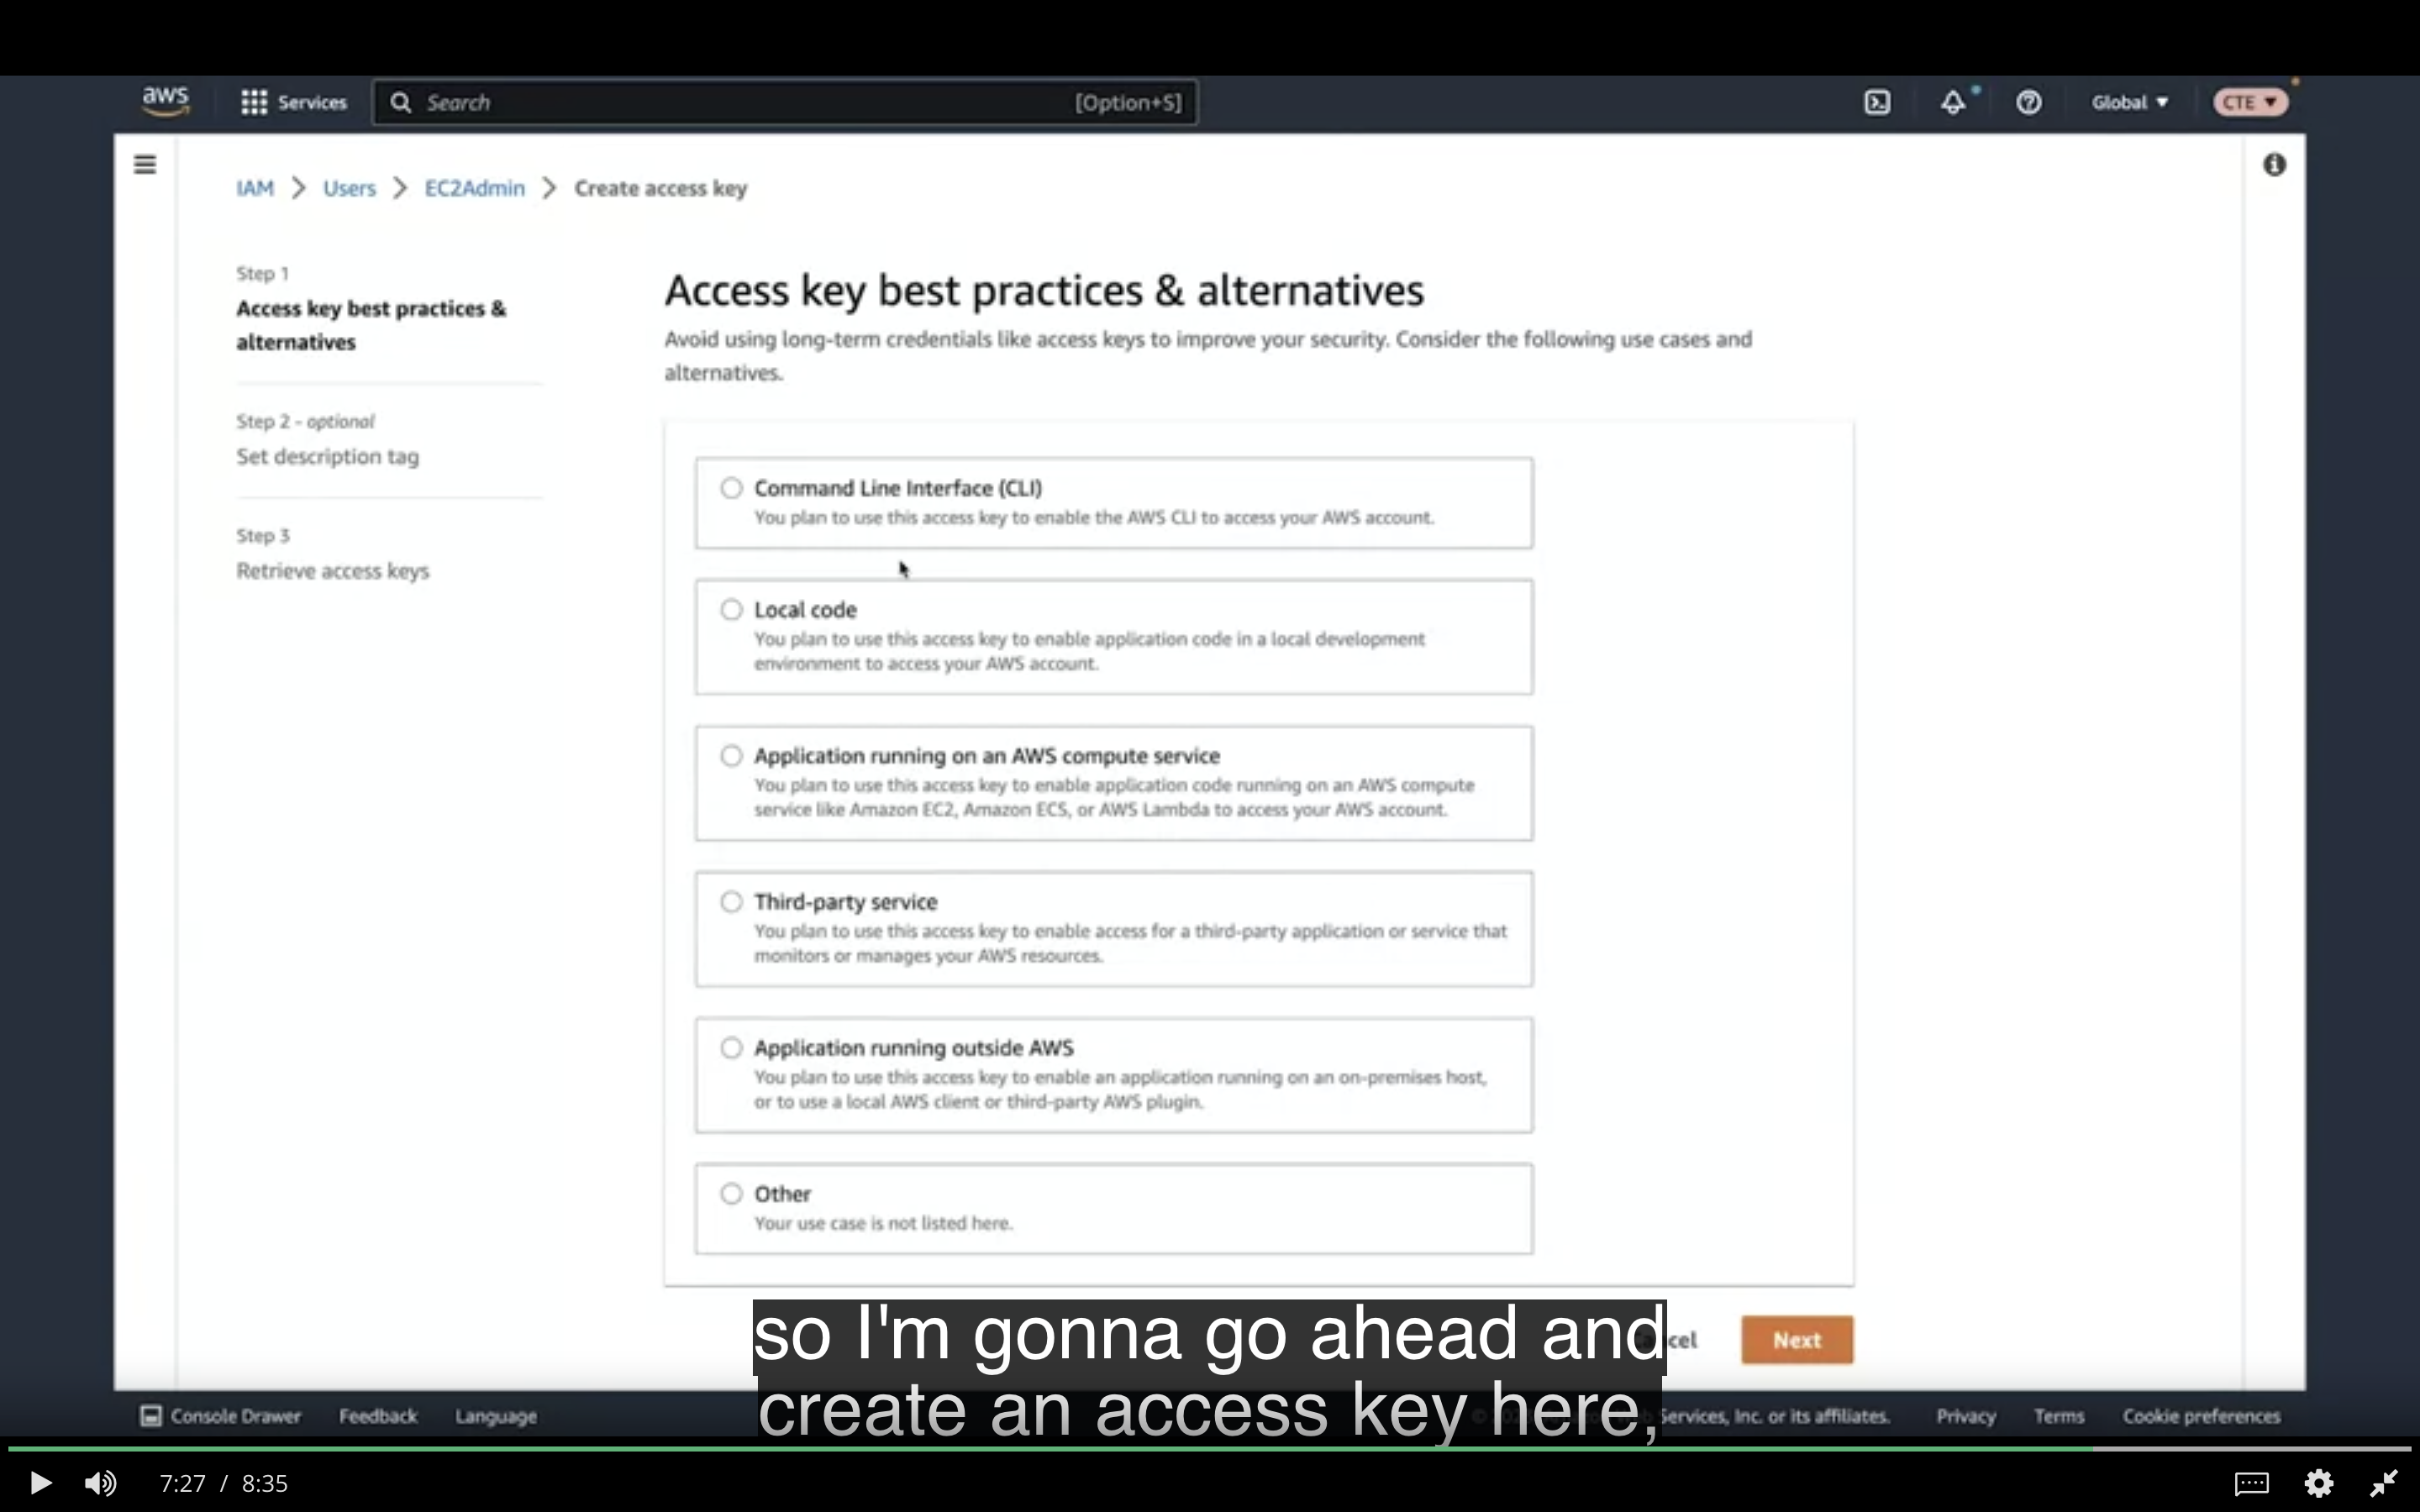 aws
Services
Search
[Option+S]
Global
CTE
IAM > Users > EC2Admin > Create access key
Step 1
Access key best practices &
alternatives
Step 2 - optional
Set description tag
Step 3
Retrieve access keys
Access key best practices & alternatives
Avoid using long-term credentials like access keys to improve your security. Consider the following use cases and
alternatives.
Command Line Interface (CLI)
You plan to use this access key to enable the AWS CLI to access your AWS account.
Local code
You plan to use this access key to enable application code in a local development
environment to access your AWS account.
Application running on an AWS compute service
You plan to use this access key to enable application code running on an AWS compute
service like Amazon EC2, Amazon ECS, or AWS Lambda to access your AWS account.
Third-party service
You plan to use this access key to enable access for a third-party application or service that
monitors or manages your AWS resources.
Application running outside AWS
You plan to use this access key to enable an application running on an on-premises host,
or to use a local AWS client or third-party AWS plugin.
Other
Your use case is not listed here.
Next
so I'm gonna go ahead and
create an access key here,
Console Drawer
Feedback
Language
Services, Inc. or its affiliates.
Privacy
Terms
Cookie preferences
7:27 / 8:35